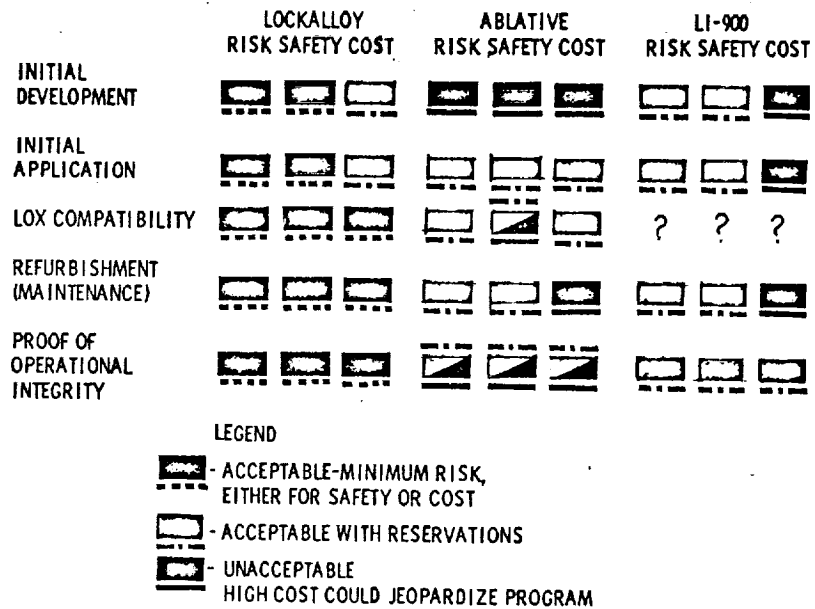 LOCKALLOY ABLATIVE LI-900
RISK SAFETY COST RISK SAFETY COST RISK SAFETY COST
INITIAL
DEVELOPMENT
INITIAL
APPLICATION
LOX COMPATIBILITY ? ? ?
REFURBISHMENT
(MAINTENANCE)
PROOF OF
OPERATIONAL
INTEGRITY
LEGEND
- ACCEPTABLE-MINIMUM RISK,
EITHER FOR SAFETY OR COST
- ACCEPTABLE WITH RESERVATIONS
- UNACCEPTABLE
HIGH COST COULD JEOPARDIZE PROGRAM